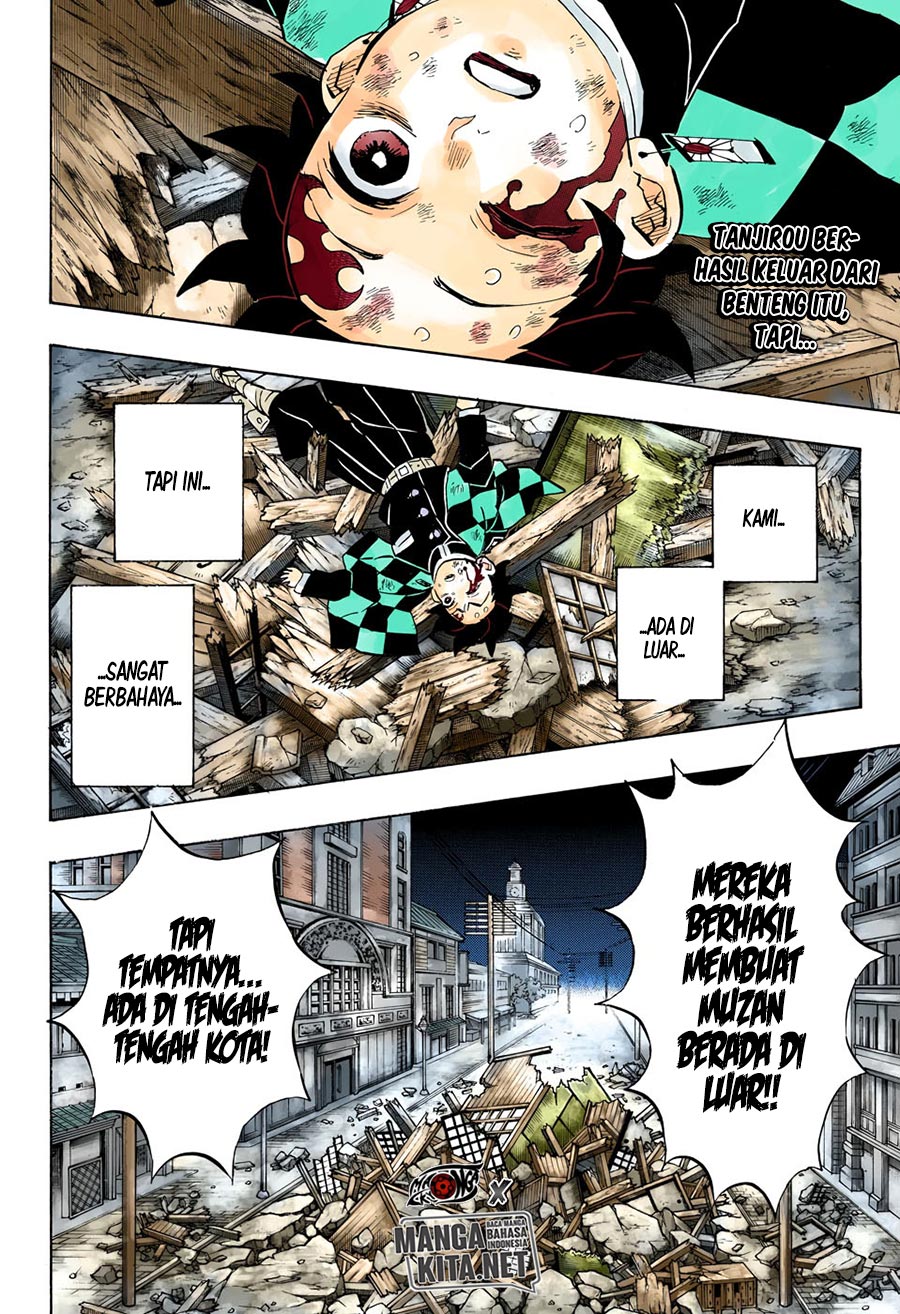 TANJIROU BER-
HASIL KELUAR DARI
BENTENG ITU,
TAPI...
KAMI...
...ADA DI
LUAR...
TAPI INI...
...SANGAT
BERBAHAYA...
MEREKA
BERHASIL
MEMBUAT
MUZAN
BERADA DI
LUAR!!
TAPI
TEMPATNYA...
ADA DI TENGAH-
TENGAH KOTA!
X
MANGA
KITA.NET
BACA MANGA
BAHASA
INDONESIA